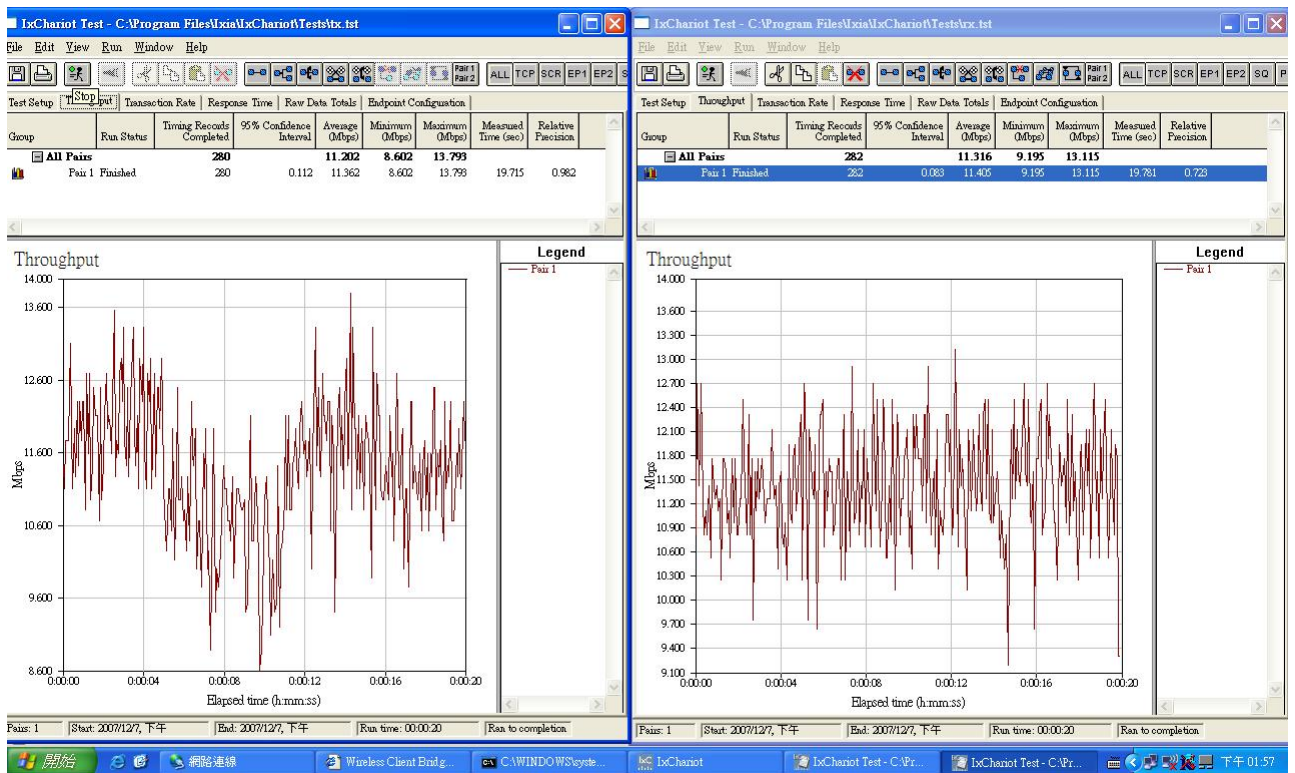 IxChariot Test - C:\Program Files\Ixia\IxChariot\Tests\tx.tst
File Edit View Run Window Help
Pair 1
Pair 2
ALL TCP SCR EP1 EP2 S
Test Setup Throughput Transaction Rate Response Time Raw Data Totals Endpoint Configuration
Stop
Group Run Status Timing Records Completed 95% Confidence Interval Average (Mbps) Minimum (Mbps) Maximum (Mbps) Measured Time (sec) Relative Precision
All Pairs 280 11.202 8.602 13.793
Pair 1 Finished 280 0.112 11.362 8.602 13.793 19.715 0.982
Throughput
14.000
13.600
12.600
11.600
10.600
9.600
8.600
Mbps
0:00:00 0:00:04 0:00:08 0:00:12 0:00:16 0:00:20
Elapsed time (h:mm:ss)
Legend
Pair 1
Pairs: 1 Start: 2007/12/7, 下午 End: 2007/12/7, 下午 Run time: 00:00:20 Ran to completion
IxChariot Test - C:\Program Files\Ixia\IxChariot\Tests\rx.tst
File Edit View Run Window Help
Pair 1
Pair 2
ALL TCP SCR EP1 EP2 SQ P
Test Setup Throughput Transaction Rate Response Time Raw Data Totals Endpoint Configuration
Group Run Status Timing Records Completed 95% Confidence Interval Average (Mbps) Minimum (Mbps) Maximum (Mbps) Measured Time (sec) Relative Precision
All Pairs 282 11.316 9.195 13.115
Pair 1 Finished 282 0.083 11.405 9.195 13.115 19.781 0.723
Throughput
14.000
13.600
13.300
13.000
12.700
12.400
12.100
11.800
11.500
11.200
10.900
10.600
10.300
10.000
9.700
9.400
9.100
Mbps
0:00:00 0:00:04 0:00:08 0:00:12 0:00:16 0:00:20
Elapsed time (h:mm:ss)
Legend
Pair 1
Pairs: 1 Start: 2007/12/7, 下午 End: 2007/12/7, 下午 Run time: 00:00:20 Ran to completion
開始 網路連線 Wireless Client Bridg... C:\WINDOWS\syste... IxChariot IxChariot Test - C:\Pr... IxChariot Test - C:\Pr... 下午 01:57